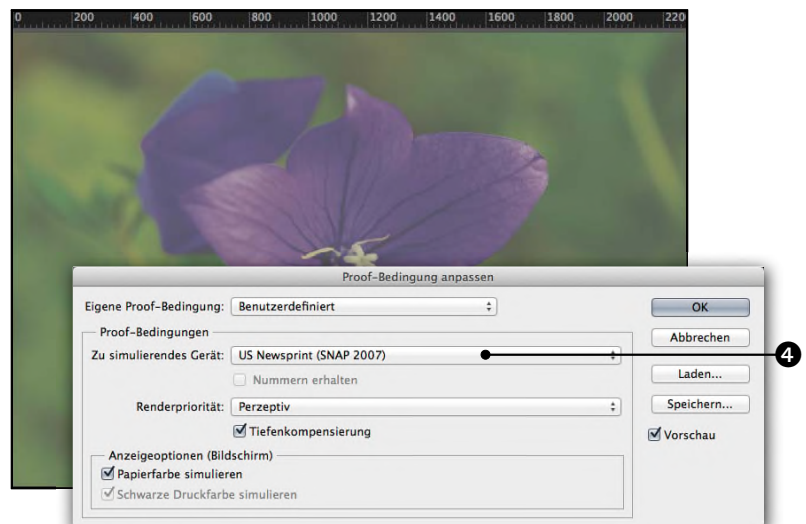 0 200 400 600 800 1000 1200 1400 1600 1800 2000 220
Proof-Bedingung anpassen
Eigene Proof-Bedingung: Benutzerdefiniert
OK
Proof-Bedingungen
Abbrechen
Zu simulierendes Gerät: US Newsprint (SNAP 2007)
4
Nummern erhalten
Laden...
Renderpriorität: Perzeptiv
Speichern...
Tiefenkompensierung
Vorschau
Anzeigeoptionen (Bildschirm)
Papierfarbe simulieren
Schwarze Druckfarbe simulieren